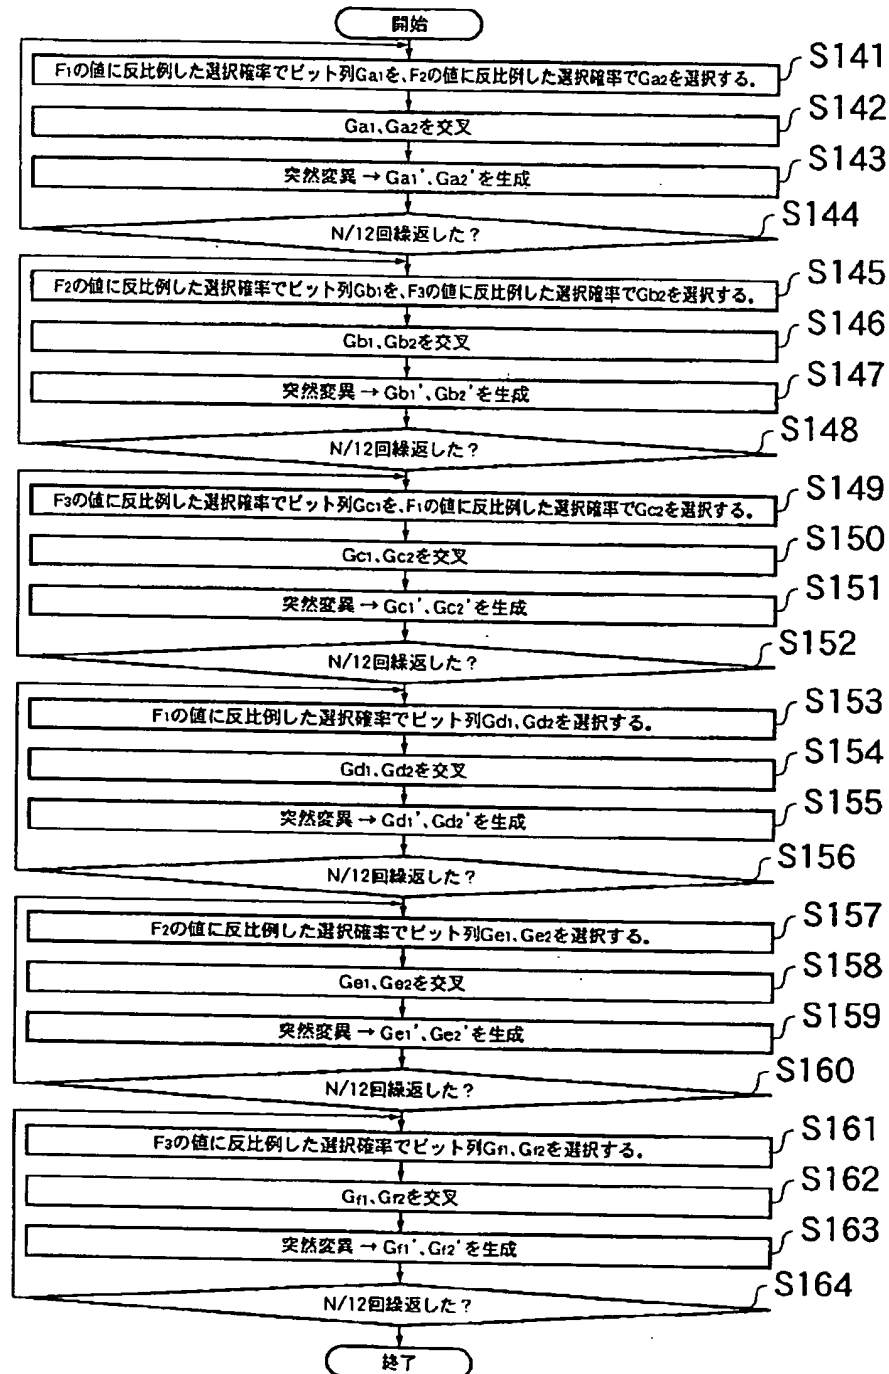 開始
F1の値に反比例した選択確率でビット列Ga1を、F2の値に反比例した選択確率でGa2を選択する。
S141
Ga1、Ga2を交叉
S142
突然変異 → Ga1'、Ga2'を生成
S143
N/12回繰返した？
S144
F2の値に反比例した選択確率でビット列Gb1を、F3の値に反比例した選択確率でGb2を選択する。
S145
Gb1、Gb2を交叉
S146
突然変異 → Gb1'、Gb2'を生成
S147
N/12回繰返した？
S148
F3の値に反比例した選択確率でビット列Gc1を、F1の値に反比例した選択確率でGc2を選択する。
S149
Gc1、Gc2を交叉
S150
突然変異 → Gc1'、Gc2'を生成
S151
N/12回繰返した？
S152
F1の値に反比例した選択確率でビット列Gd1、Gd2を選択する。
S153
Gd1、Gd2を交叉
S154
突然変異 → Gd1'、Gd2'を生成
S155
N/12回繰返した？
S156
F2の値に反比例した選択確率でビット列Ge1、Ge2を選択する。
S157
Ge1、Ge2を交叉
S158
突然変異 → Ge1'、Ge2'を生成
S159
N/12回繰返した？
S160
F3の値に反比例した選択確率でビット列Gf1、Gf2を選択する。
S161
Gf1、Gf2を交叉
S162
突然変異 → Gf1'、Gf2'を生成
S163
N/12回繰返した？
S164
終了